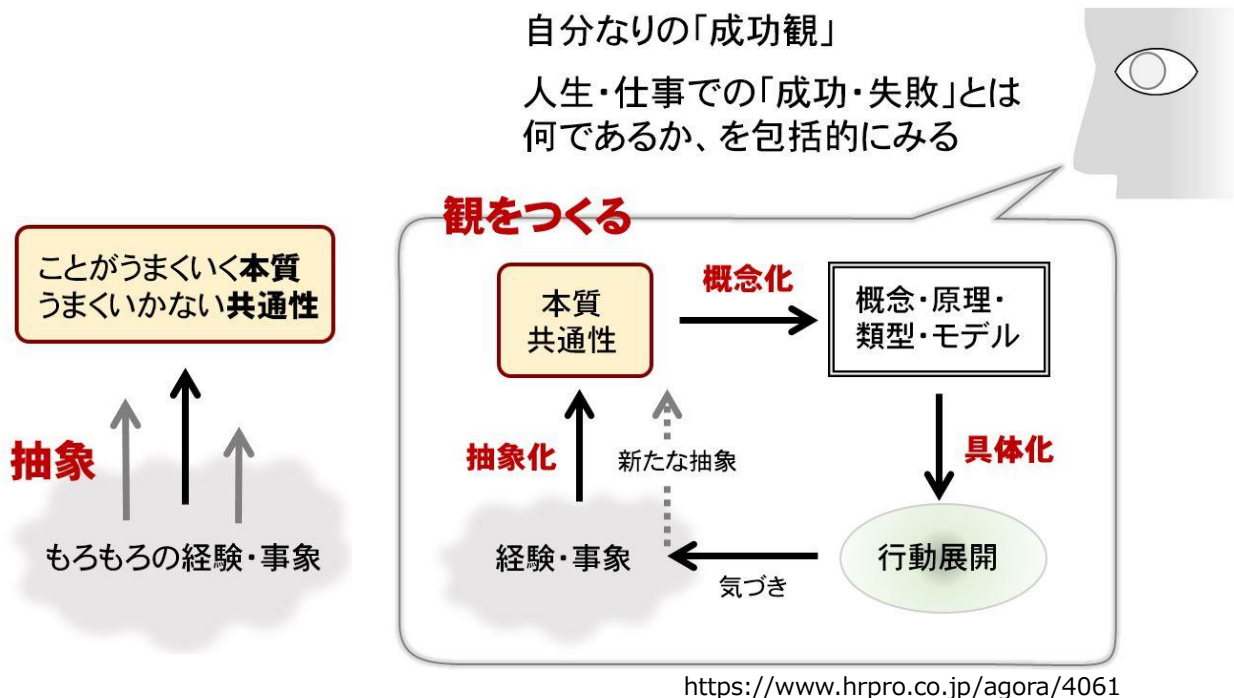 自分なりの「成功観」
人生・仕事での「成功・失敗」とは
何であるか、を包括的にみる
ことがうまくいく本質
うまくいかない共通性
抽象
もろもろの経験・事象
観をつくる
本質
共通性
概念化
概念・原理・
類型・モデル
抽象化
新たな抽象
具体化
経験・事象
気づき
行動展開
https://www.hrpro.co.jp/agora/4061